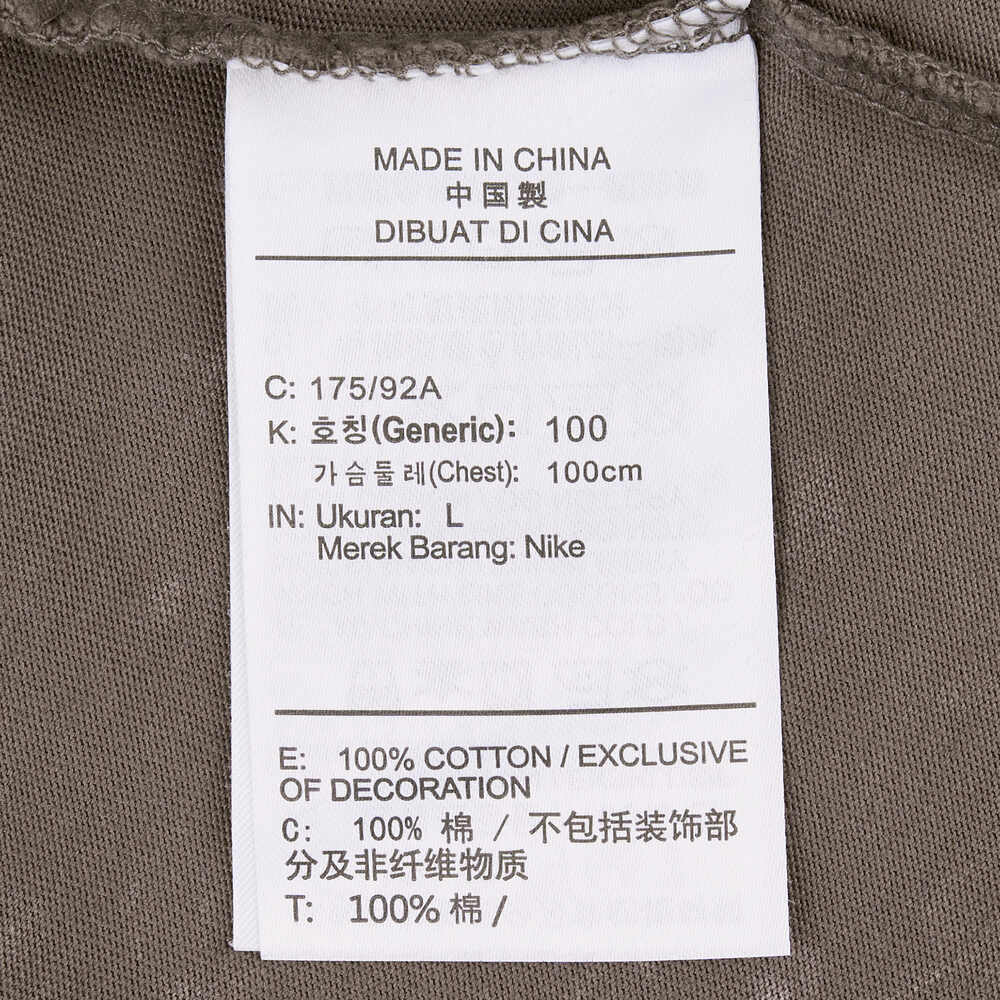 MADE IN CHINA
中国製
DIBUAT DI CINA
C: 175/92A
K: 호칭(Generic): 100
가슴둘레(Chest): 100cm
IN: Ukuran: L
Merek Barang: Nike
E: 100% COTTON / EXCLUSIVE
OF DECORATION
C: 100% 棉 / 不包括装饰部
分及非纤维物质
T: 100% 棉 /